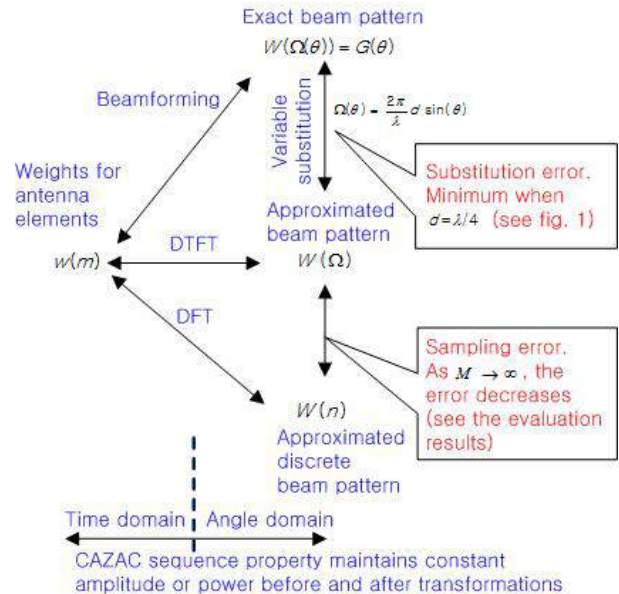 Exact beam pattern
W(Ω(θ)) = G(θ)
Beamforming
Variable
substitution
Ω(θ) = 2π/λ d sin(θ)
Weights for
antenna
elements
Substitution error.
Minimum when
d=λ/4 (see fig. 1)
Approximated
beam pattern
w(m)
DTFT
W(Ω)
DFT
Sampling error.
As M → ∞, the
error decreases
(see the evaluation
results)
W(n)
Approximated
discrete
beam pattern
Time domain
Angle domain
CAZAC sequence property maintains constant
amplitude or power before and after transformations